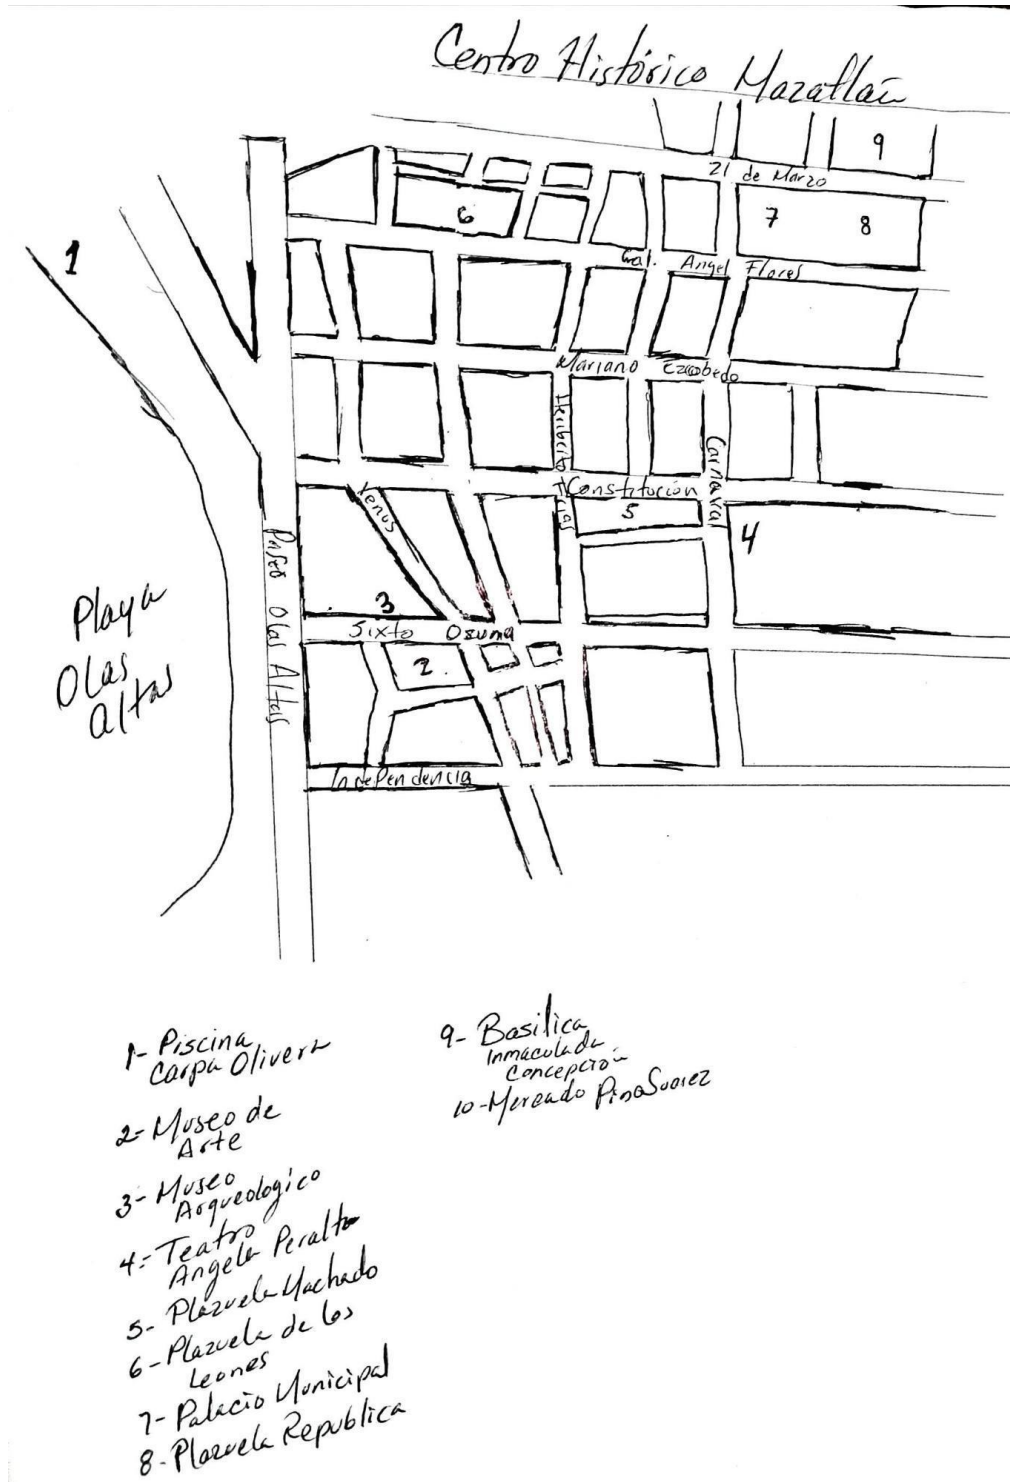 Centro Histórico Mazatlán
9
21 de Marzo
1
6
7
8
Gral. Angel Flores
Mariano Escobedo
Heriberto Frias
Carnaval
Constitución
Venus
5
4
Paseo Olas Altas
3
Sixto Osuna
Playa
Olas
Altas
2.
Independencia
1- Piscina
Carpa Olivera
2- Museo de
Arte
3- Museo
Arqueologico
4- Teatro
Angela Peralta
5- Plazuela Machado
6- Plazuela de los
Leones
7- Palacio Municipal
8- Plazuela Republica
9- Basilica
Inmaculada
Concepción
10- Mercado Pino Suarez